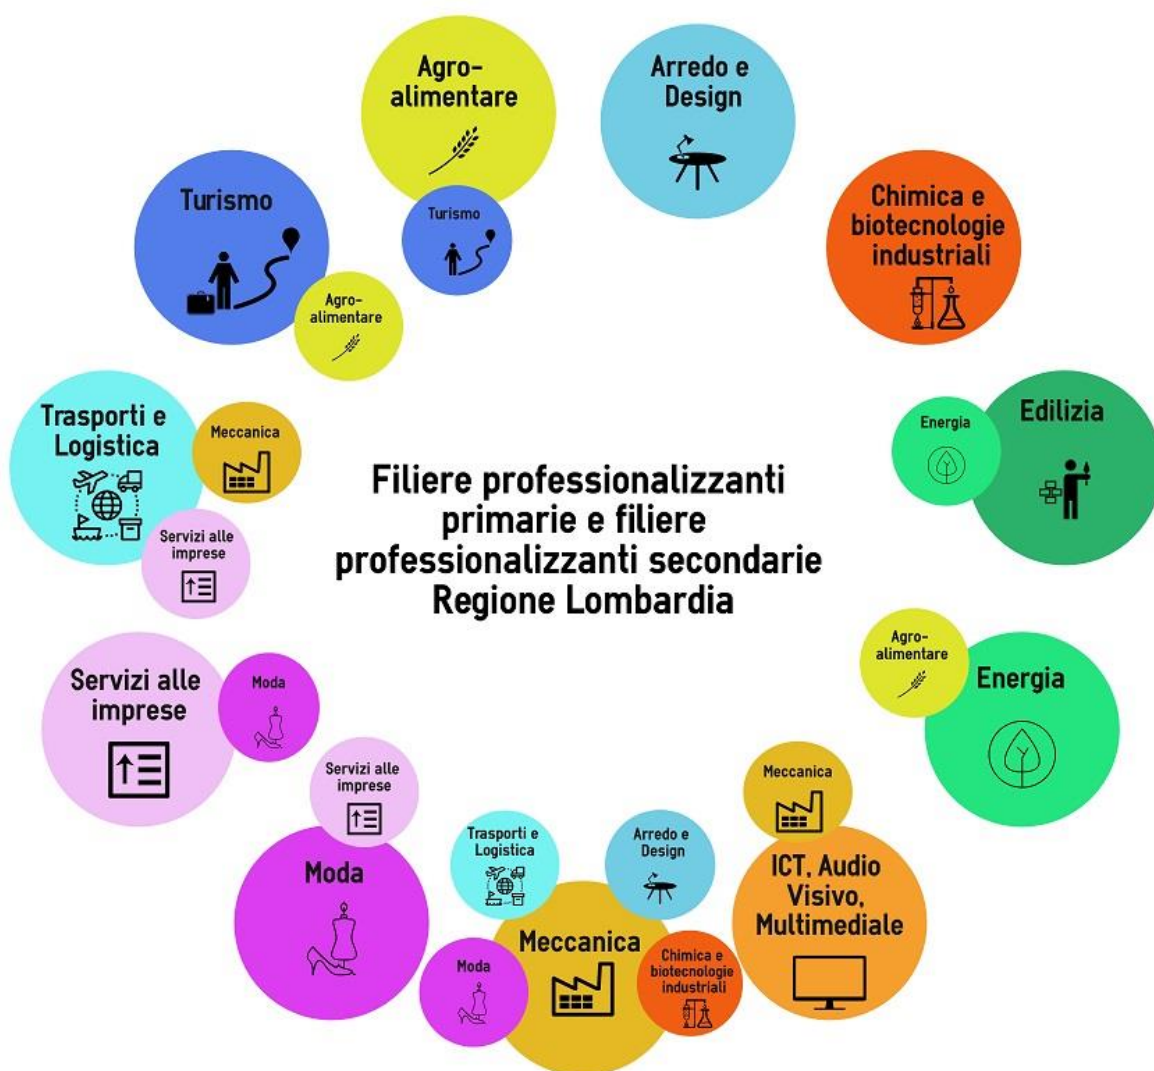 Agro-
alimentare
Turismo
Arredo e
Design
Chimica e
biotecnologie
industriali
Turismo
Agro-
alimentare
Edilizia
Energia
Trasporti e
Logistica
Meccanica
Servizi alle
imprese
Filiere professionalizzanti
primarie e filiere
professionalizzanti secondarie
Regione Lombardia
Agro-
alimentare
Energia
Servizi alle
imprese
Moda
Servizi alle
imprese
Moda
Trasporti e
Logistica
Arredo e
Design
Meccanica
Moda
Chimica e
biotecnologie
industriali
Meccanica
ICT, Audio
Visivo,
Multimediale